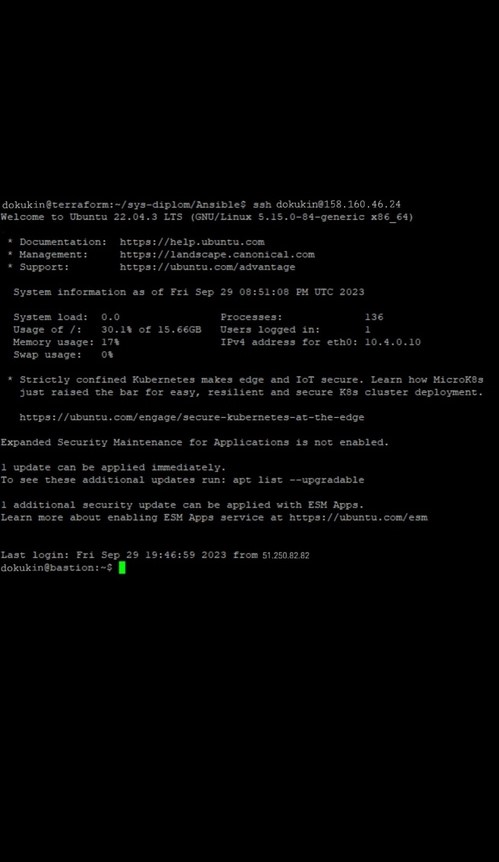 dokukin@terraform:~/sys-diplom/Ansible$ ssh dokukin@158.160.46.24
Welcome to Ubuntu 22.04.3 LTS (GNU/Linux 5.15.0-84-generic x86_64)
* Documentation: https://help.ubuntu.com
* Management: https://landscape.canonical.com
* Support: https://ubuntu.com/advantage
System information as of Fri Sep 29 08:51:08 PM UTC 2023
System load: 0.0 Processes: 136
Usage of /: 30.1% of 15.66GB Users logged in: 1
Memory usage: 17% IPv4 address for eth0: 10.4.0.10
Swap usage: 0%
* Strictly confined Kubernetes makes edge and IoT secure. Learn how MicroK8s
just raised the bar for easy, resilient and secure K8s cluster deployment.
https://ubuntu.com/engage/secure-kubernetes-at-the-edge
Expanded Security Maintenance for Applications is not enabled.
1 update can be applied immediately.
To see these additional updates run: apt list --upgradable
1 additional security update can be applied with ESM Apps.
Learn more about enabling ESM Apps service at https://ubuntu.com/esm
Last login: Fri Sep 29 19:46:59 2023 from 51.250.82.82
dokukin@bastion:~$